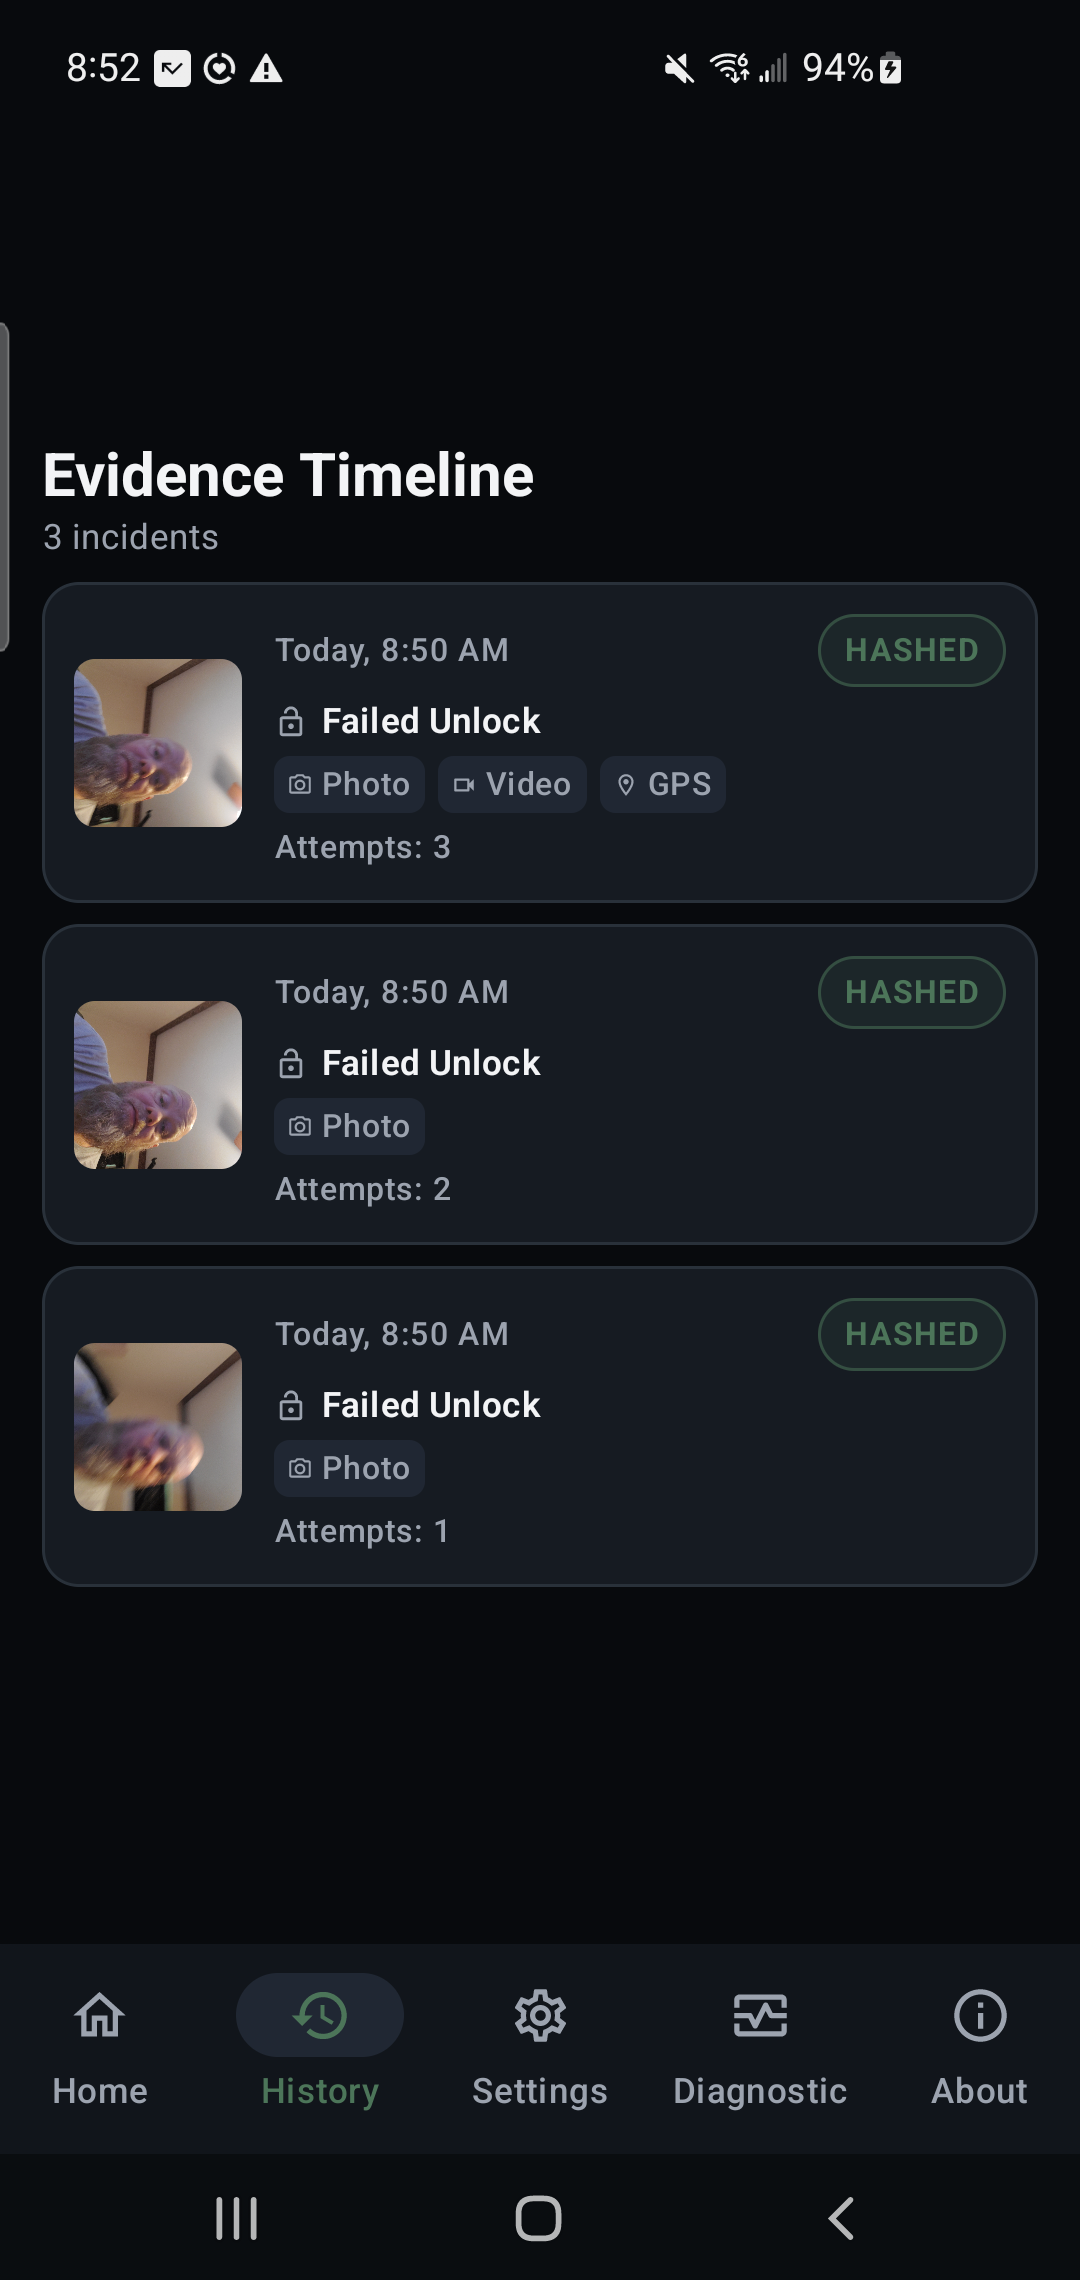 8:52 94%
Evidence Timeline
3 incidents
Today, 8:50 AM HASHED
Failed Unlock
Photo Video GPS
Attempts: 3
Today, 8:50 AM HASHED
Failed Unlock
Photo
Attempts: 2
Today, 8:50 AM HASHED
Failed Unlock
Photo
Attempts: 1
Home History Settings Diagnostic About